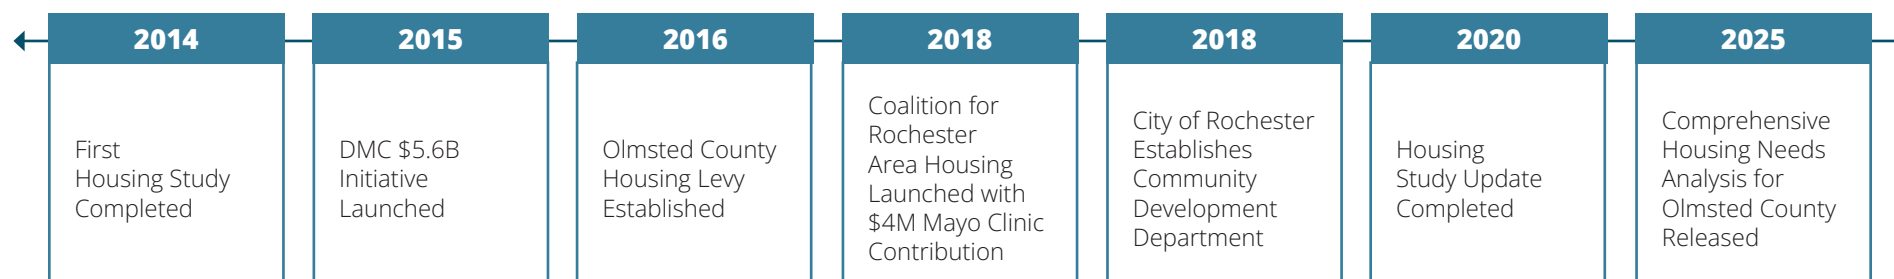 2014
First
Housing Study
Completed
2015
DMC $5.6B
Initiative
Launched
2016
Olmsted County
Housing Levy
Established
2018
Coalition for
Rochester
Area Housing
Launched with
$4M Mayo Clinic
Contribution
2018
City of Rochester
Establishes
Community
Development
Department
2020
Housing
Study Update
Completed
2025
Comprehensive
Housing Needs
Analysis for
Olmsted County
Released